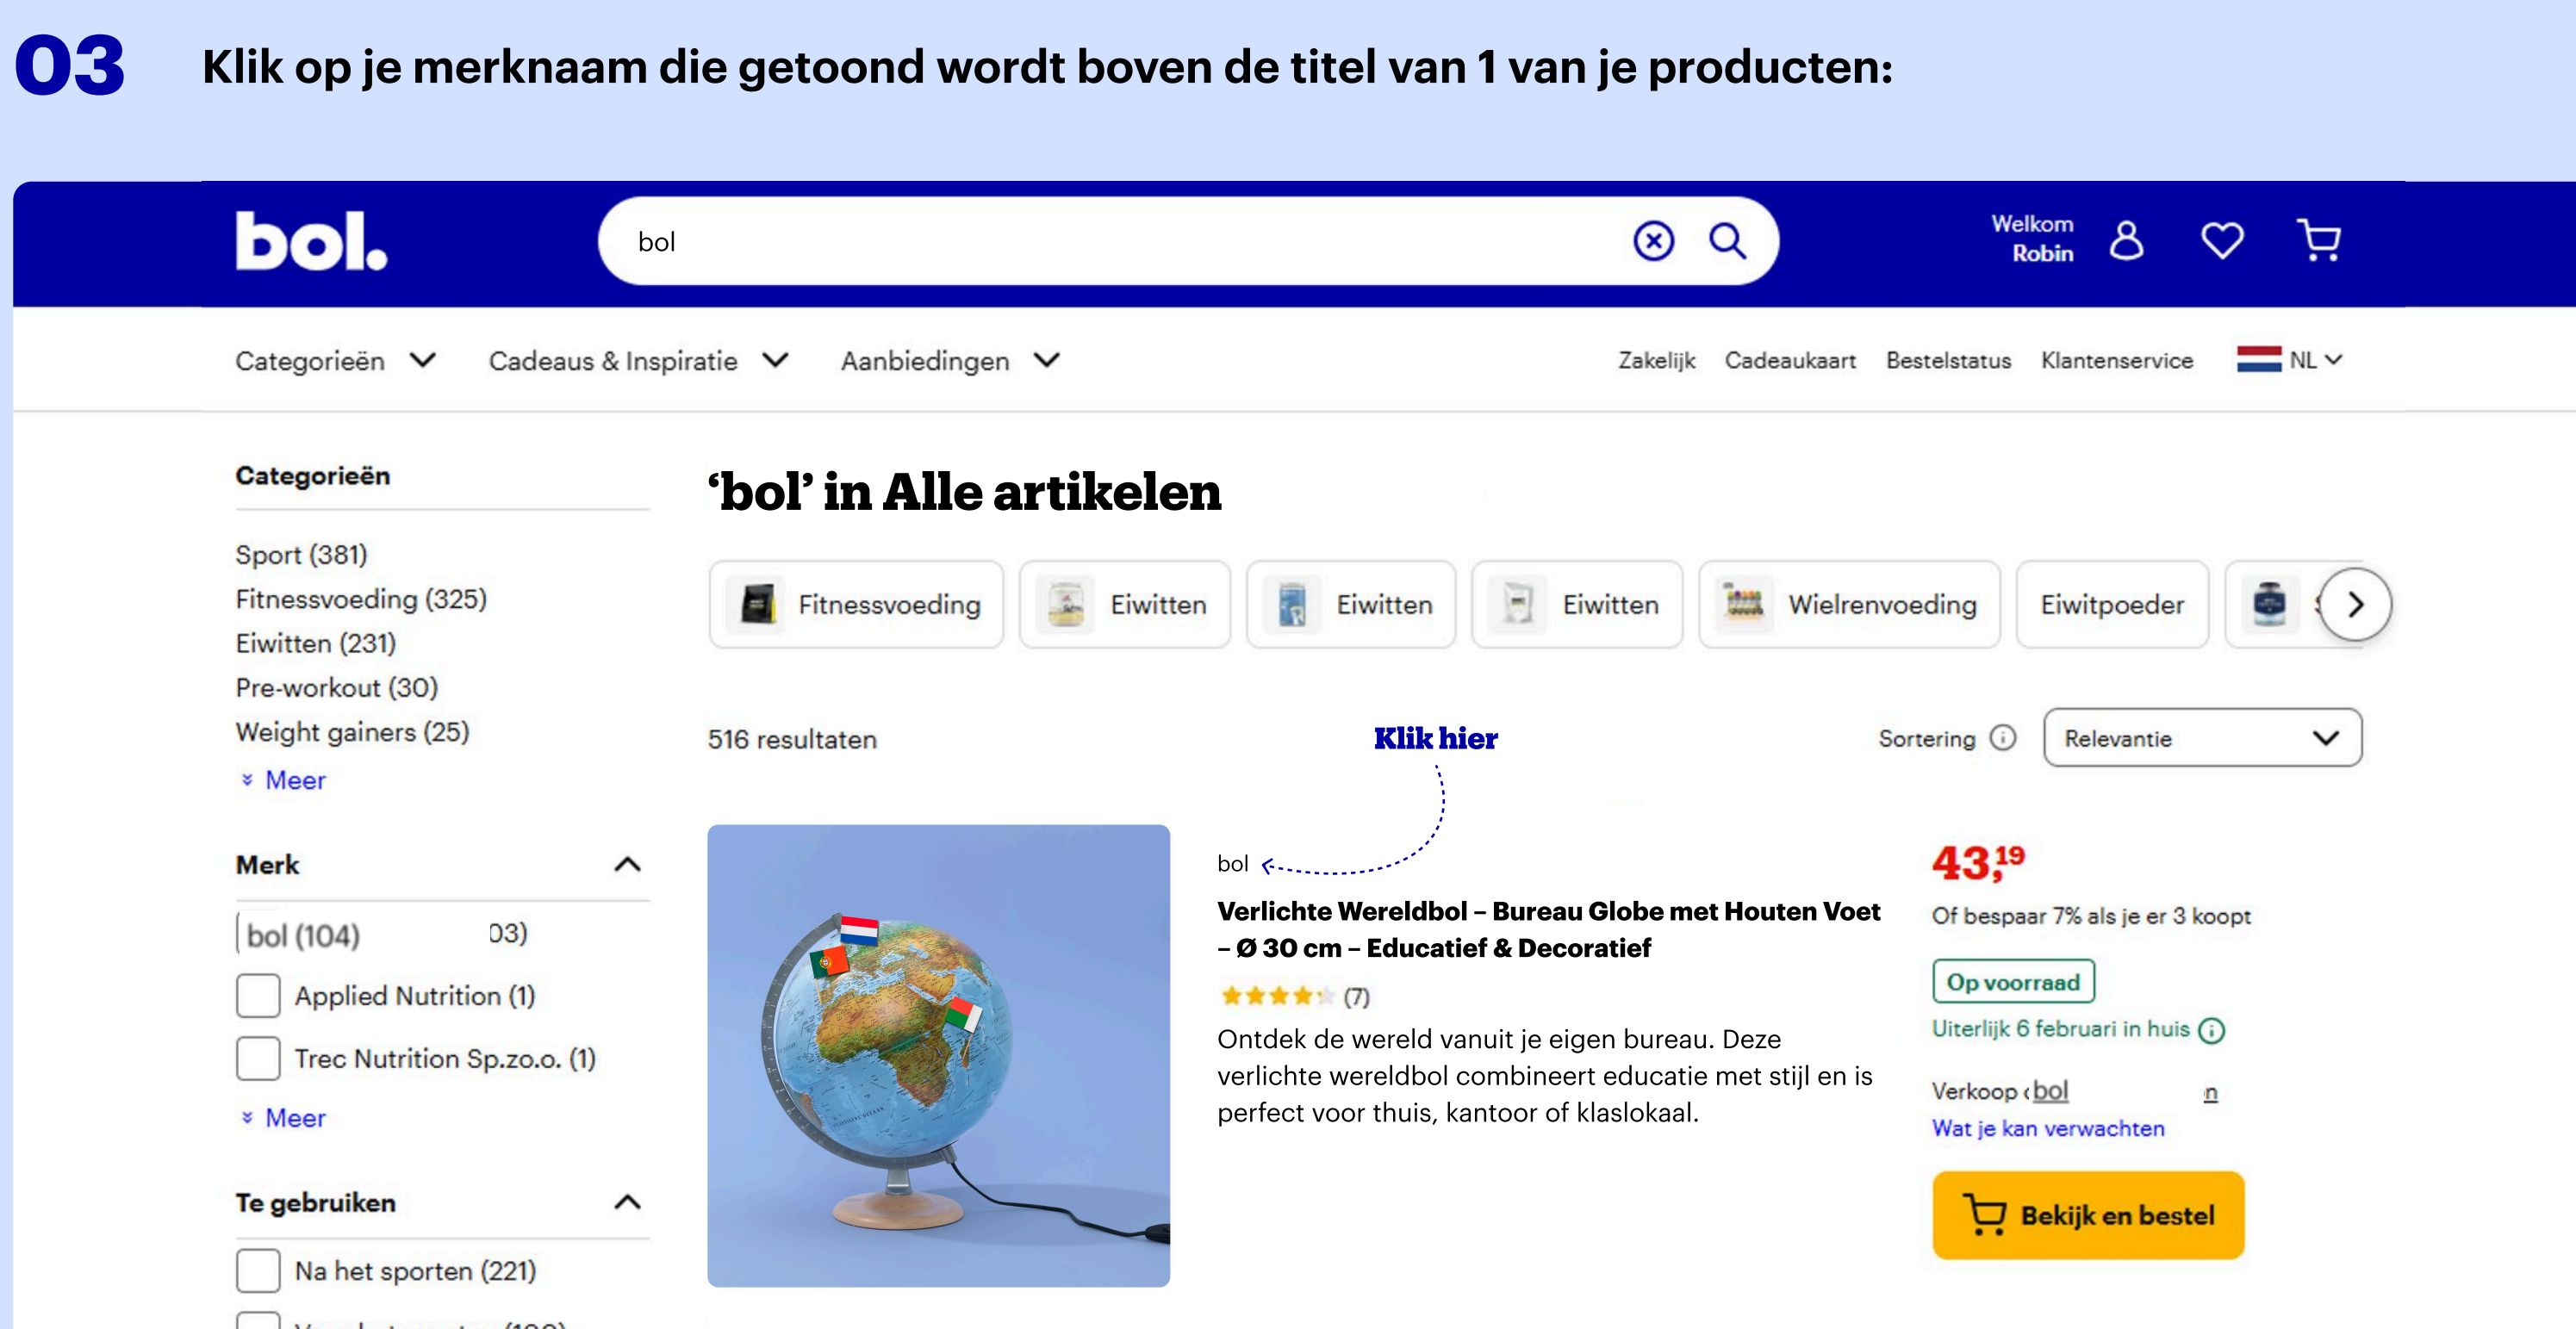 03 Klik op je merknaam die getoond wordt boven de titel van 1 van je producten:
bol.
bol
Welkom
Robin
Categorieën
Cadeaus & Inspiratie
Aanbiedingen
Zakelijk
Cadeaukaart
Bestelstatus
Klantenservice
NL
Categorieën
Sport (381)
Fitnessvoeding (325)
Eiwitten (231)
Pre-workout (30)
Weight gainers (25)
Meer
Merk
bol (104) 03)
Applied Nutrition (1)
Trec Nutrition Sp.zo.o. (1)
Meer
Te gebruiken
Na het sporten (221)
‘bol’ in Alle artikelen
Fitnessvoeding
Eiwitten
Eiwitten
Eiwitten
Wielrenvoeding
Eiwitpoeder
516 resultaten
Klik hier
Sortering
Relevantie
bol
Verlichte Wereldbol – Bureau Globe met Houten Voet
– Ø 30 cm – Educatief & Decoratief
(7)
Ontdek de wereld vanuit je eigen bureau. Deze
verlichte wereldbol combineert educatie met stijl en is
perfect voor thuis, kantoor of klaslokaal.
43,19
Of bespaar 7% als je er 3 koopt
Op voorraad
Uiterlijk 6 februari in huis
Verkoop bol n
Wat je kan verwachten
Bekijk en bestel